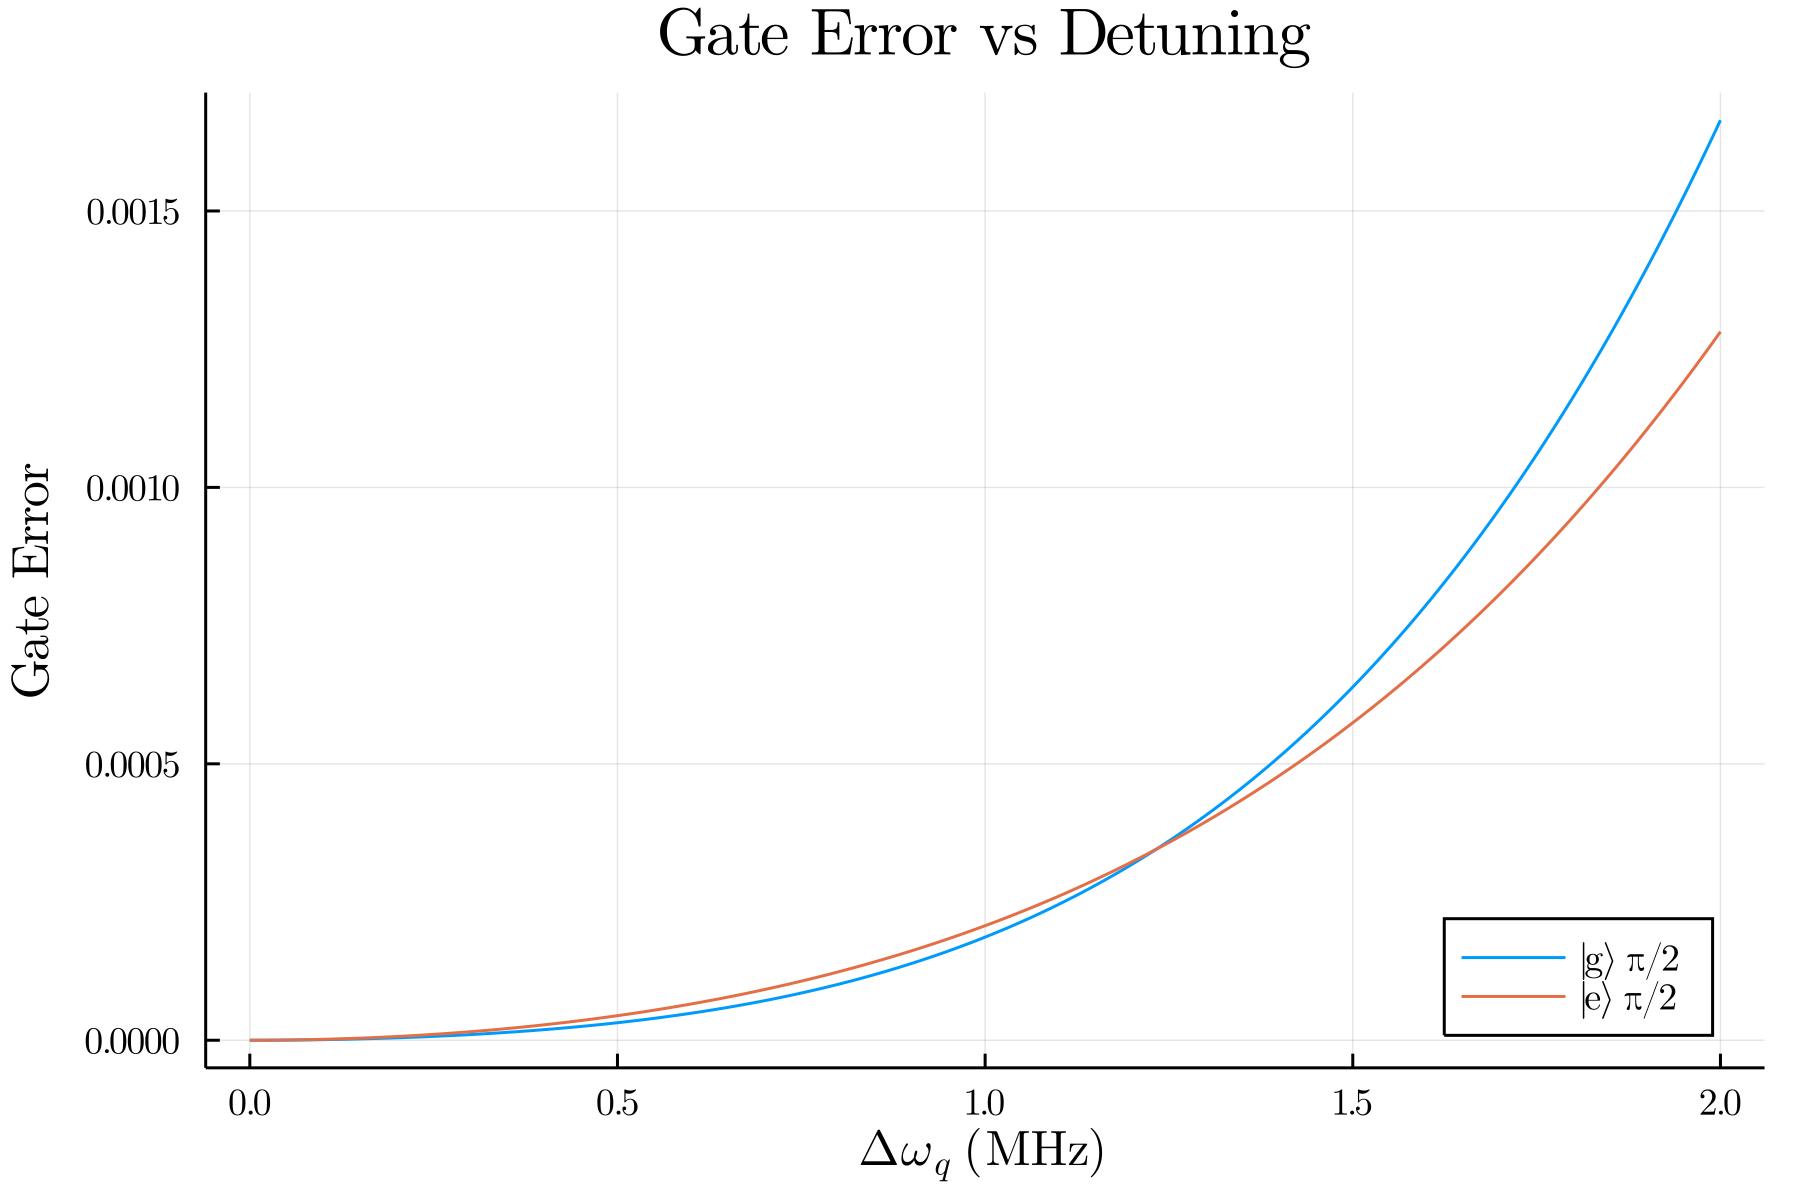 Gate Error vs Detuning
Gate Error
0.0015
0.0010
0.0005
0.0000
0.0 0.5 1.0 1.5 2.0
Δω_q (MHz)
|g⟩ π/2
|e⟩ π/2